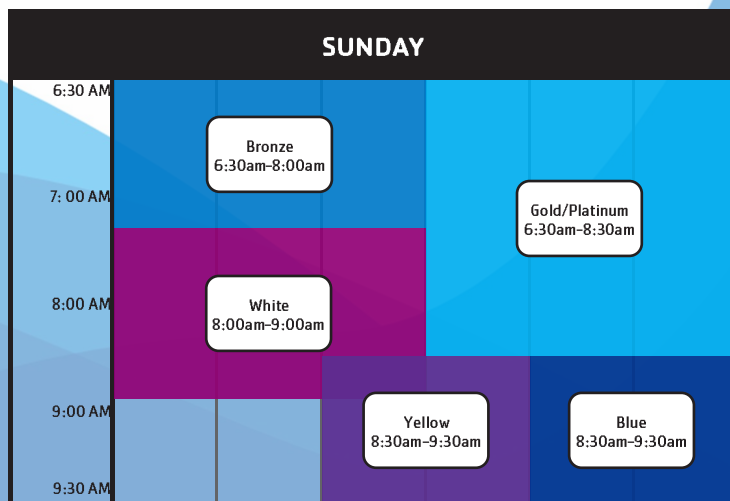 SUNDAY
6:30 AM
Bronze
6:30am-8:00am
7: 00 AM
Gold/Platinum
6:30am-8:30am
White
8:00am-9:00am
8:00 AM
9:00 AM
Yellow
8:30am-9:30am
Blue
8:30am-9:30am
9:30 AM